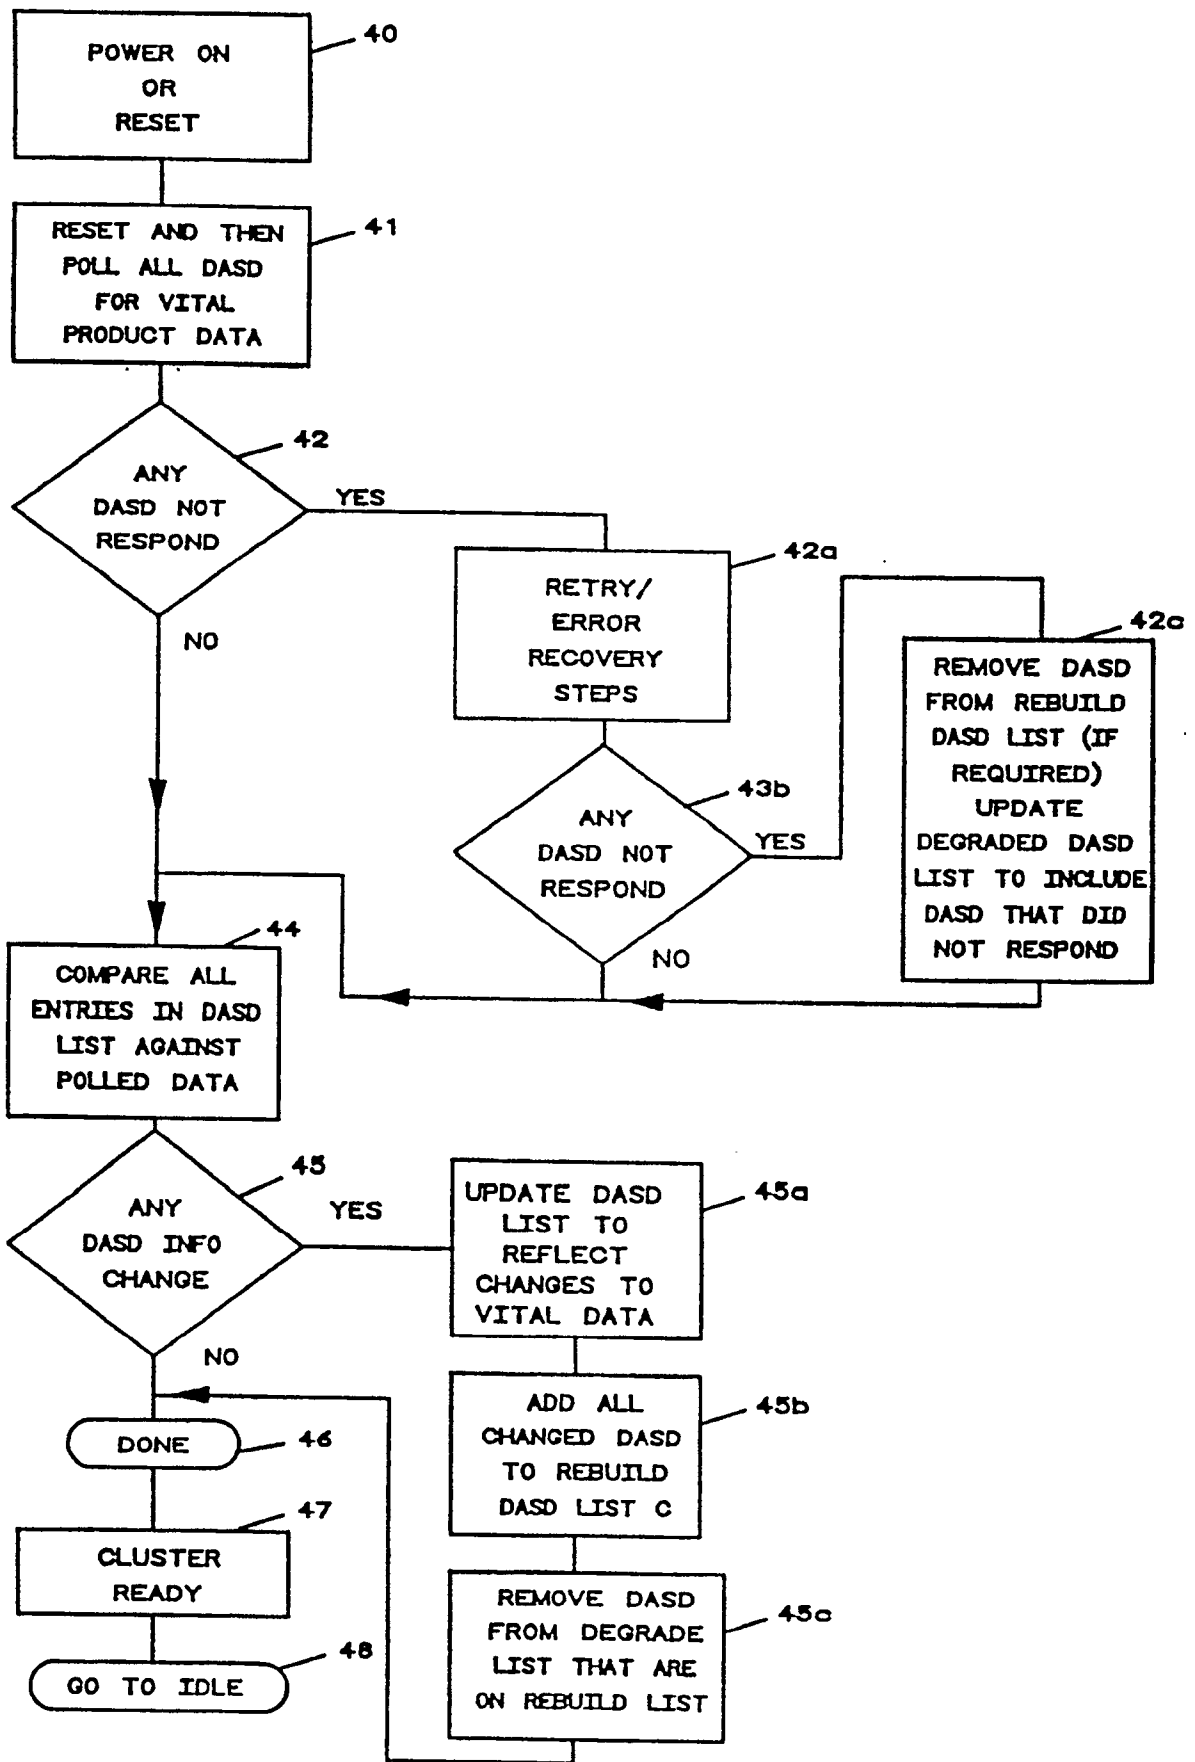 POWER ON
OR
RESET
40
RESET AND THEN
POLL ALL DASD
FOR VITAL
PRODUCT DATA
41
ANY
DASD NOT
RESPOND
42
YES
NO
RETRY/
ERROR
RECOVERY
STEPS
42a
ANY
DASD NOT
RESPOND
43b
YES
NO
REMOVE DASD
FROM REBUILD
DASD LIST (IF
REQUIRED)
UPDATE
DEGRADED DASD
LIST TO INCLUDE
DASD THAT DID
NOT RESPOND
42c
COMPARE ALL
ENTRIES IN DASD
LIST AGAINST
POLLED DATA
44
ANY
DASD INFO
CHANGE
45
YES
NO
UPDATE DASD
LIST TO
REFLECT
CHANGES TO
VITAL DATA
45a
ADD ALL
CHANGED DASD
TO REBUILD
DASD LIST C
45b
REMOVE DASD
FROM DEGRADE
LIST THAT ARE
ON REBUILD LIST
45c
DONE
46
CLUSTER
READY
47
GO TO IDLE
48